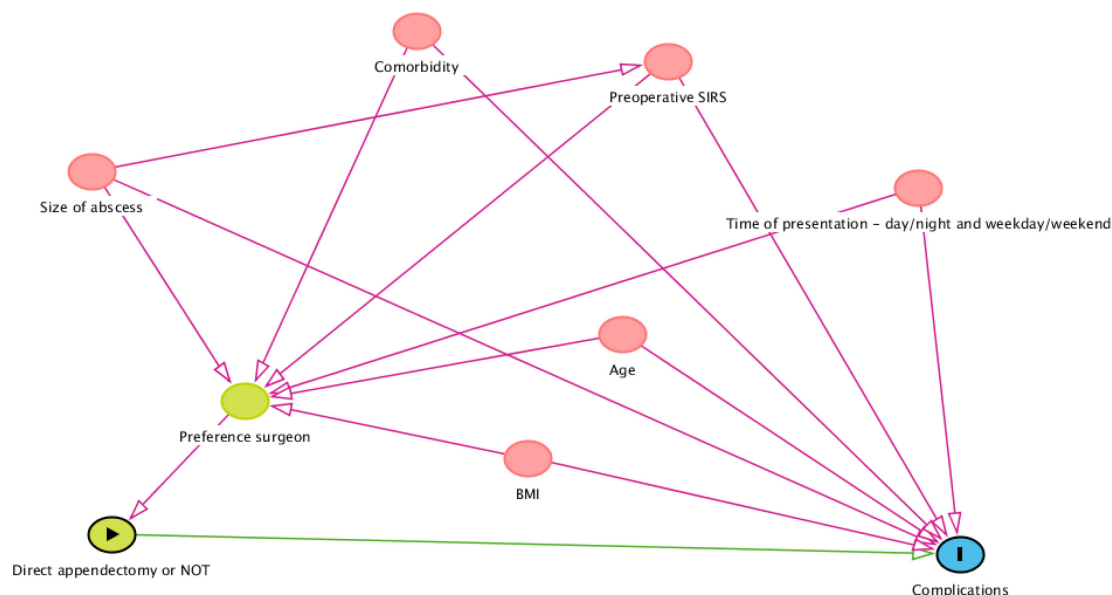 Comorbidity
Preoperative SIRS
Size of abscess
Time of presentation – day/night and weekday/weekend
Age
Preference surgeon
BMI
Direct appendectomy or NOT
Complications